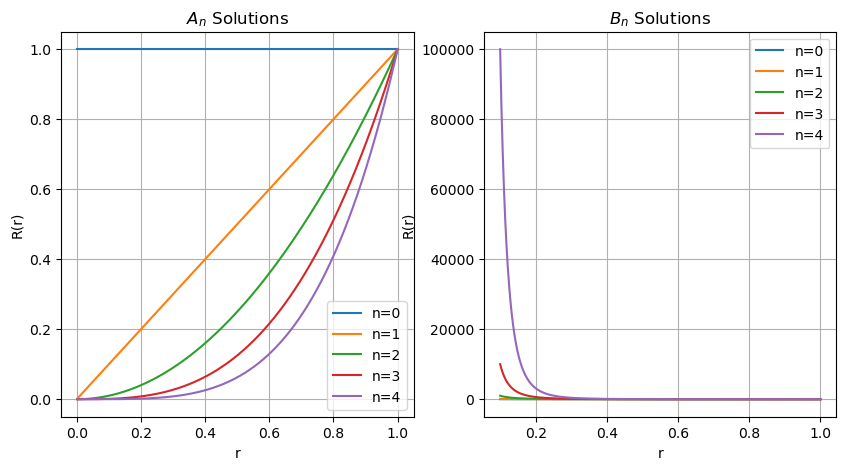 A_n Solutions
R(r)
1.0
0.8
0.6
0.4
0.2
0.0
n=0
n=1
n=2
n=3
n=4
0.0 0.2 0.4 0.6 0.8 1.0
r
B_n Solutions
R(r)
100000
80000
60000
40000
20000
0
n=0
n=1
n=2
n=3
n=4
0.2 0.4 0.6 0.8 1.0
r